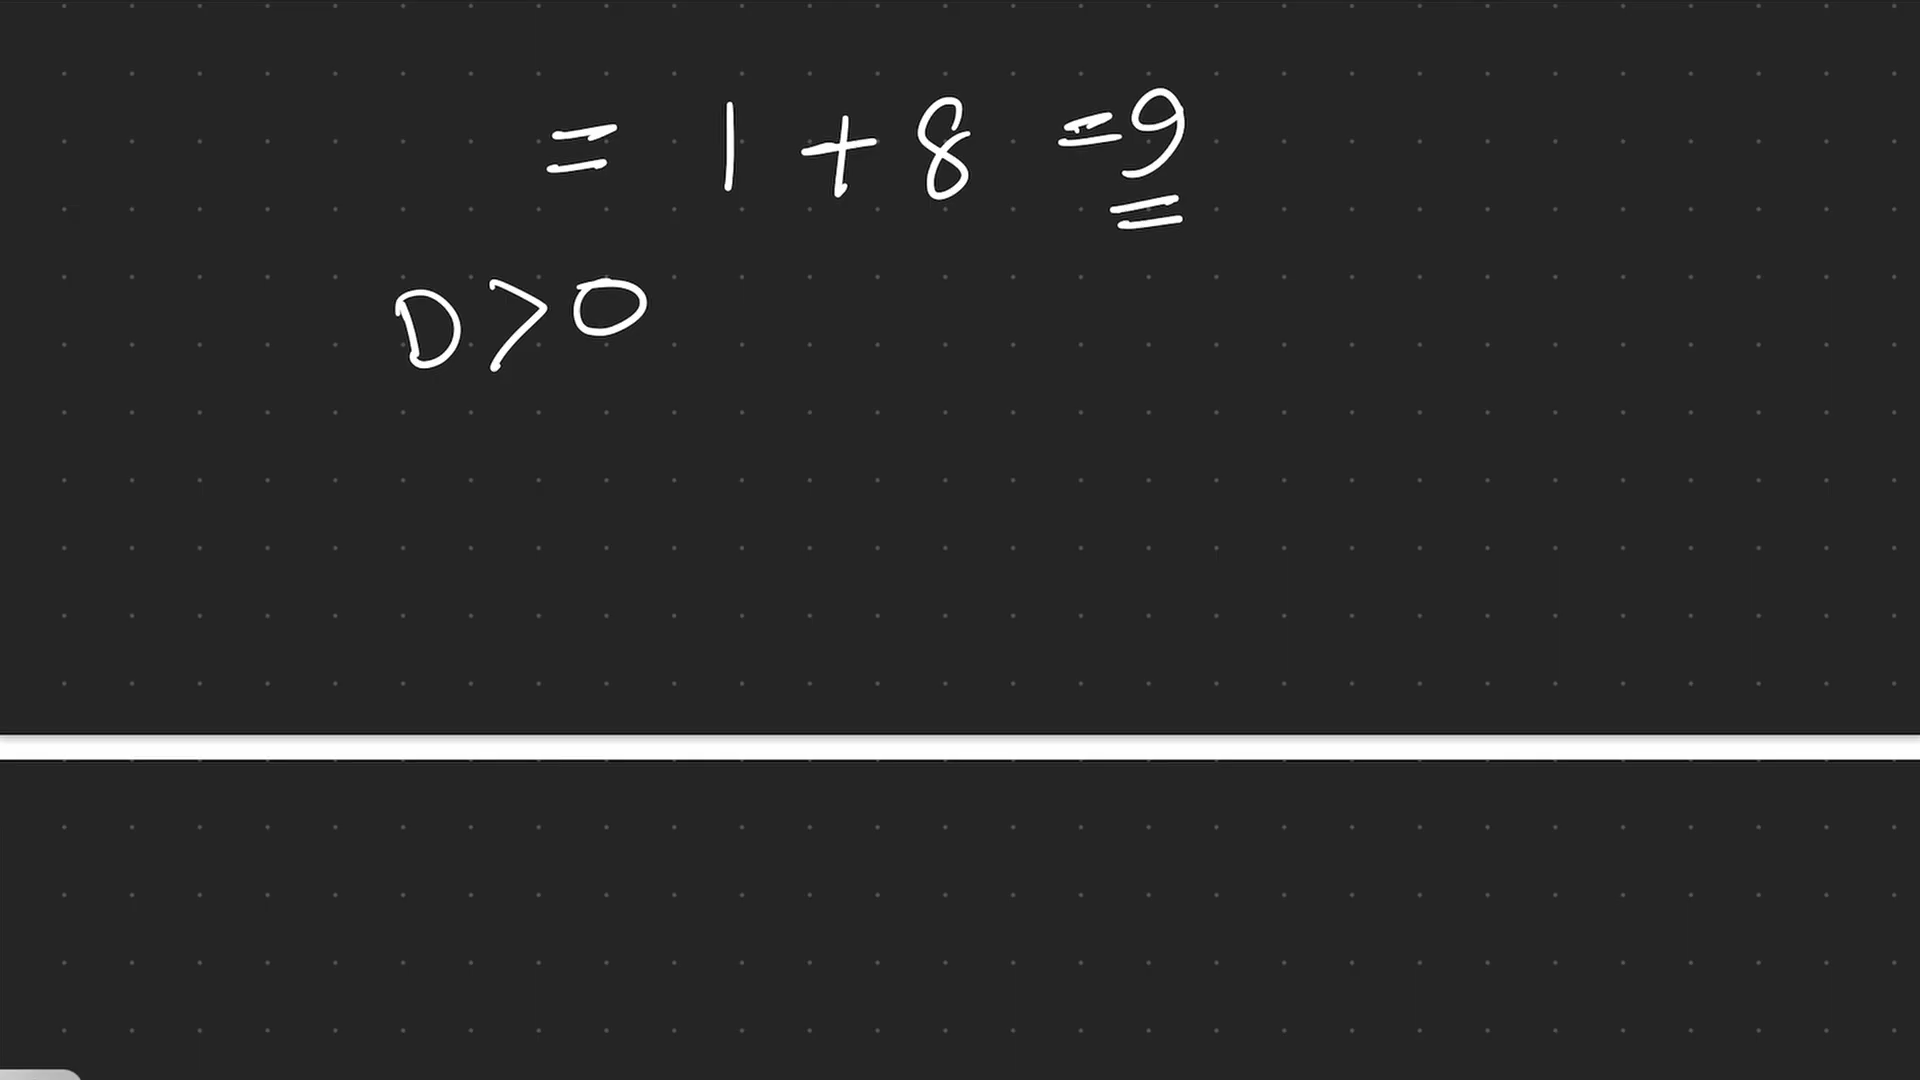 = 1 + 8 = 9
D > 0